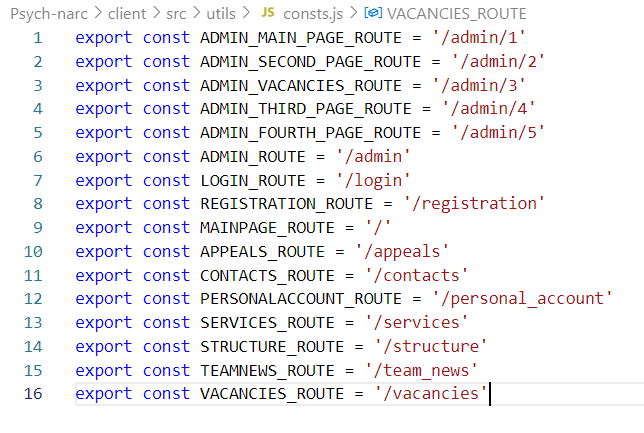 Psych-narc > client > src > utils > JS consts.js > VACANCIES_ROUTE
1 export const ADMIN_MAIN_PAGE_ROUTE = '/admin/1'
2 export const ADMIN_SECOND_PAGE_ROUTE = '/admin/2'
3 export const ADMIN_VACANCIES_ROUTE = '/admin/3'
4 export const ADMIN_THIRD_PAGE_ROUTE = '/admin/4'
5 export const ADMIN_FOURTH_PAGE_ROUTE = '/admin/5'
6 export const ADMIN_ROUTE = '/admin'
7 export const LOGIN_ROUTE = '/login'
8 export const REGISTRATION_ROUTE = '/registration'
9 export const MAINPAGE_ROUTE = '/'
10 export const APPEALS_ROUTE = '/appeals'
11 export const CONTACTS_ROUTE = '/contacts'
12 export const PERSONALACCOUNT_ROUTE = '/personal_account'
13 export const SERVICES_ROUTE = '/services'
14 export const STRUCTURE_ROUTE = '/structure'
15 export const TEAMNEWS_ROUTE = '/team_news'
16 export const VACANCIES_ROUTE = '/vacancies'